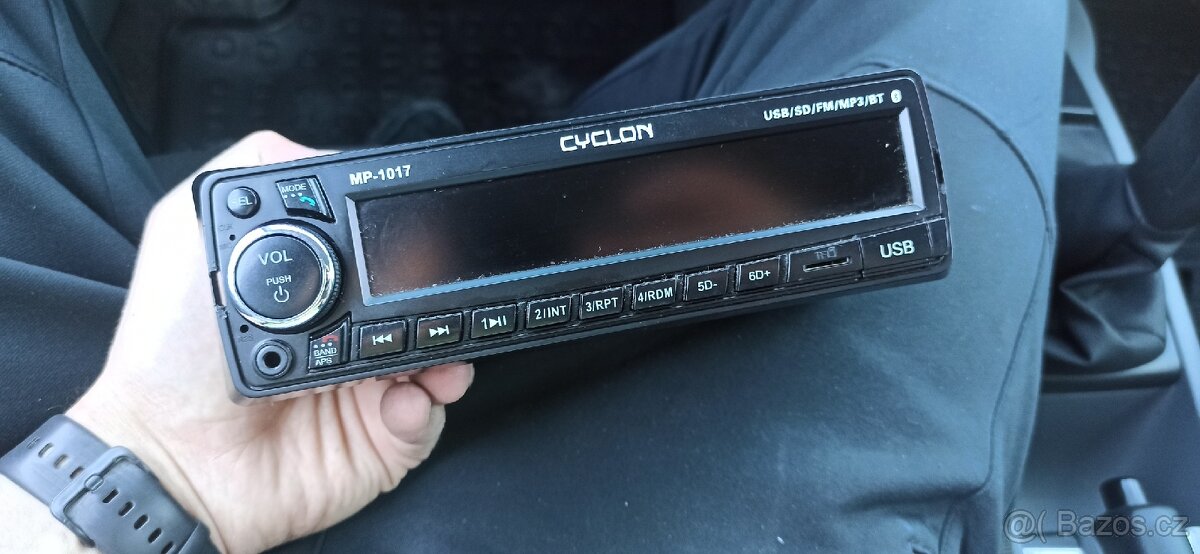 CYCLON
USB/SD/FM/MP3/BT
MP-1017
SEL
MODE
VOL
PUSH
BAND
APS
1
2/INT
3/RPT
4/RDM
5D-
6D+
USB
@( Bazos.cz